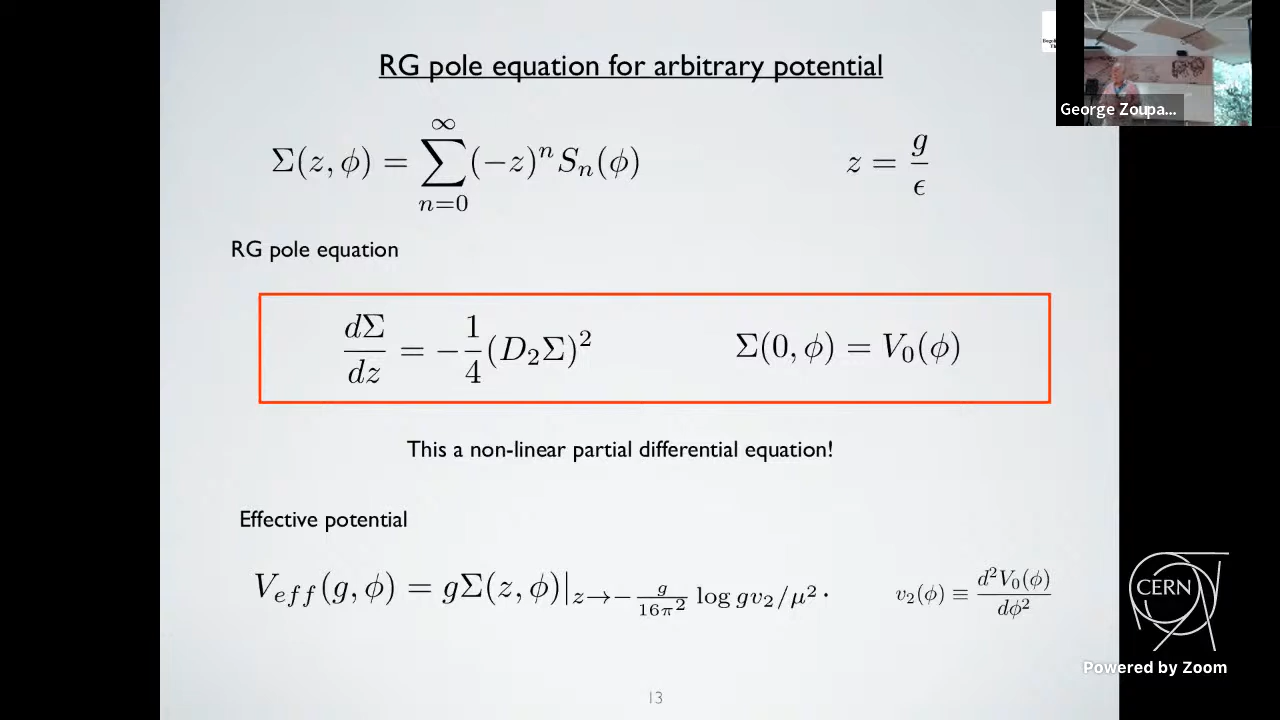 RG pole equation for arbitrary potential
George Zoupa...
Σ(z, ϕ) = ∑_{n=0}^{∞} (−z)^n S_n(ϕ)
z = g/ϵ
RG pole equation
dΣ/dz = −1/4 (D_2Σ)^2
Σ(0, ϕ) = V_0(ϕ)
This a non-linear partial differential equation!
Effective potential
V_{eff}(g, ϕ) = gΣ(z, ϕ)|_{z→−\frac{g}{16π^2} log gv_2/μ^2} .
v_2(ϕ) ≡ d^2V_0(ϕ)/dϕ^2
CERN
Powered by Zoom
13